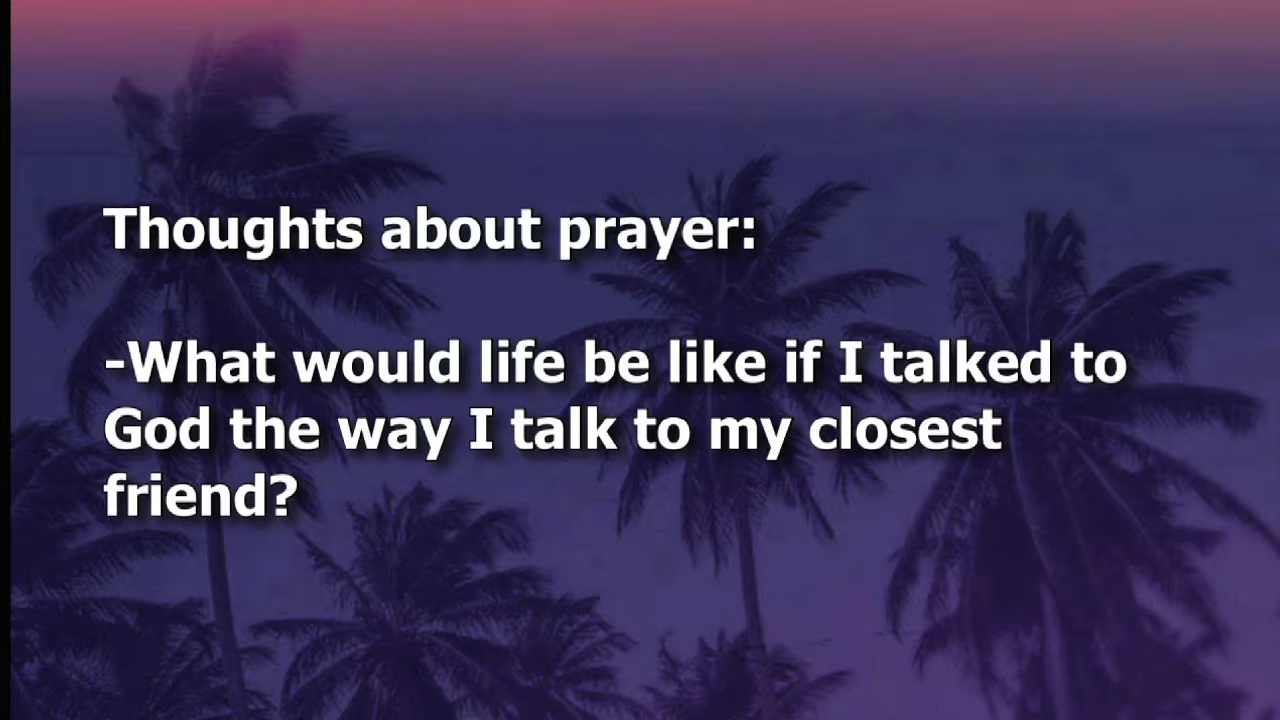 Thoughts about prayer:
-What would life be like if I talked to
God the way I talk to my closest
friend?